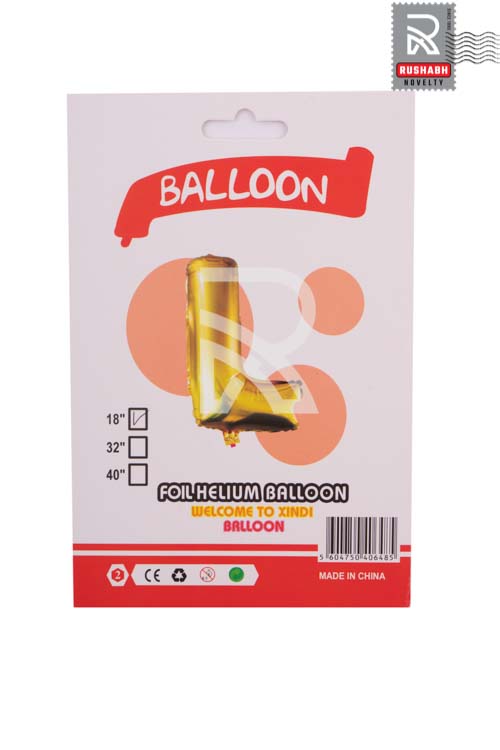 RUSHABH
NOVELTY
BALLOON
18"
32"
40"
FOIL HELIUM BALLOON
WELCOME TO XINDI
BALLOON
5 604750 406485
2 CE
MADE IN CHINA